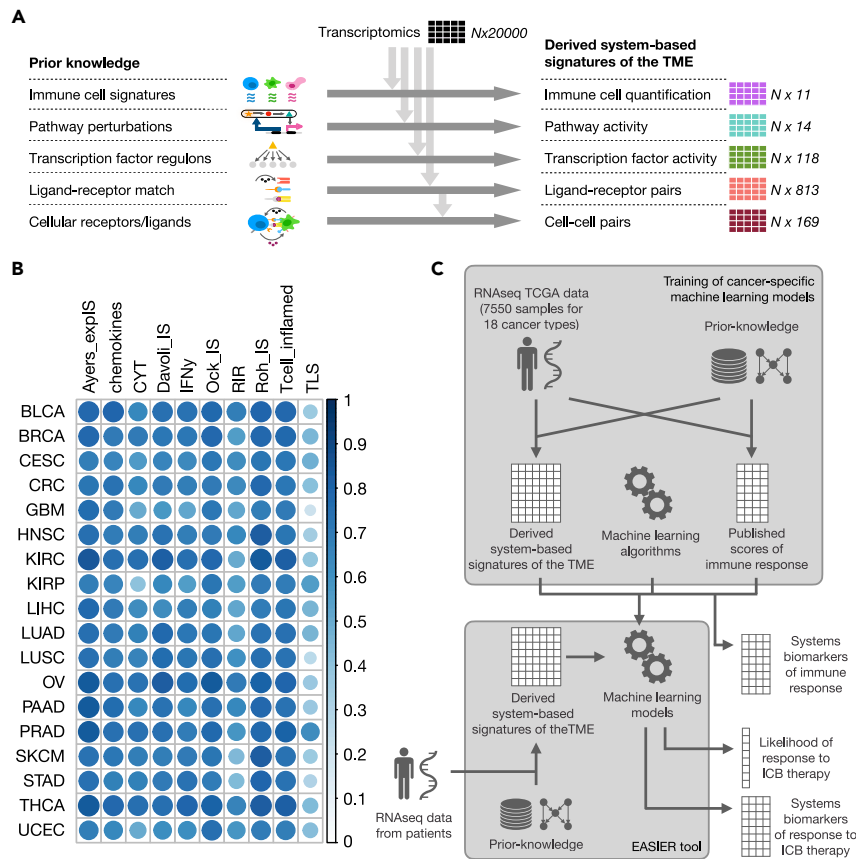 A
Transcriptomics Nx20000
Prior knowledge
Derived system-based
signatures of the TME
Immune cell signatures
Immune cell quantification
N x 11
Pathway perturbations
Pathway activity
N x 14
Transcription factor regulons
Transcription factor activity
N x 118
Ligand-receptor match
Ligand-receptor pairs
N x 813
Cellular receptors/ligands
Cell-cell pairs
N x 169
B
Ayers_expIS
chemokines
CYT
Davoli_IS
IFNy
Ock_IS
RIR
Roh_IS
Tcell_inflamed
TLS
BLCA
BRCA
CESC
CRC
GBM
HNSC
KIRC
KIRP
LIHC
LUAD
LUSC
OV
PAAD
PRAD
SKCM
STAD
THCA
UCEC
1
0.9
0.8
0.7
0.6
0.5
0.4
0.3
0.2
0.1
0
C
Training of cancer-specific
machine learning models
RNAseq TCGA data
(7550 samples for
18 cancer types)
Prior-knowledge
Derived
system-based
signatures of the TME
Machine learning
algorithms
Published
scores of
immune response
Derived
system-based
signatures of theTME
Machine learning
models
Systems
biomarkers
of immune
response
Likelihood of
response to
ICB therapy
RNAseq data
from patients
Prior-knowledge
EASIER tool
Systems
biomarkers
of response to
ICB therapy